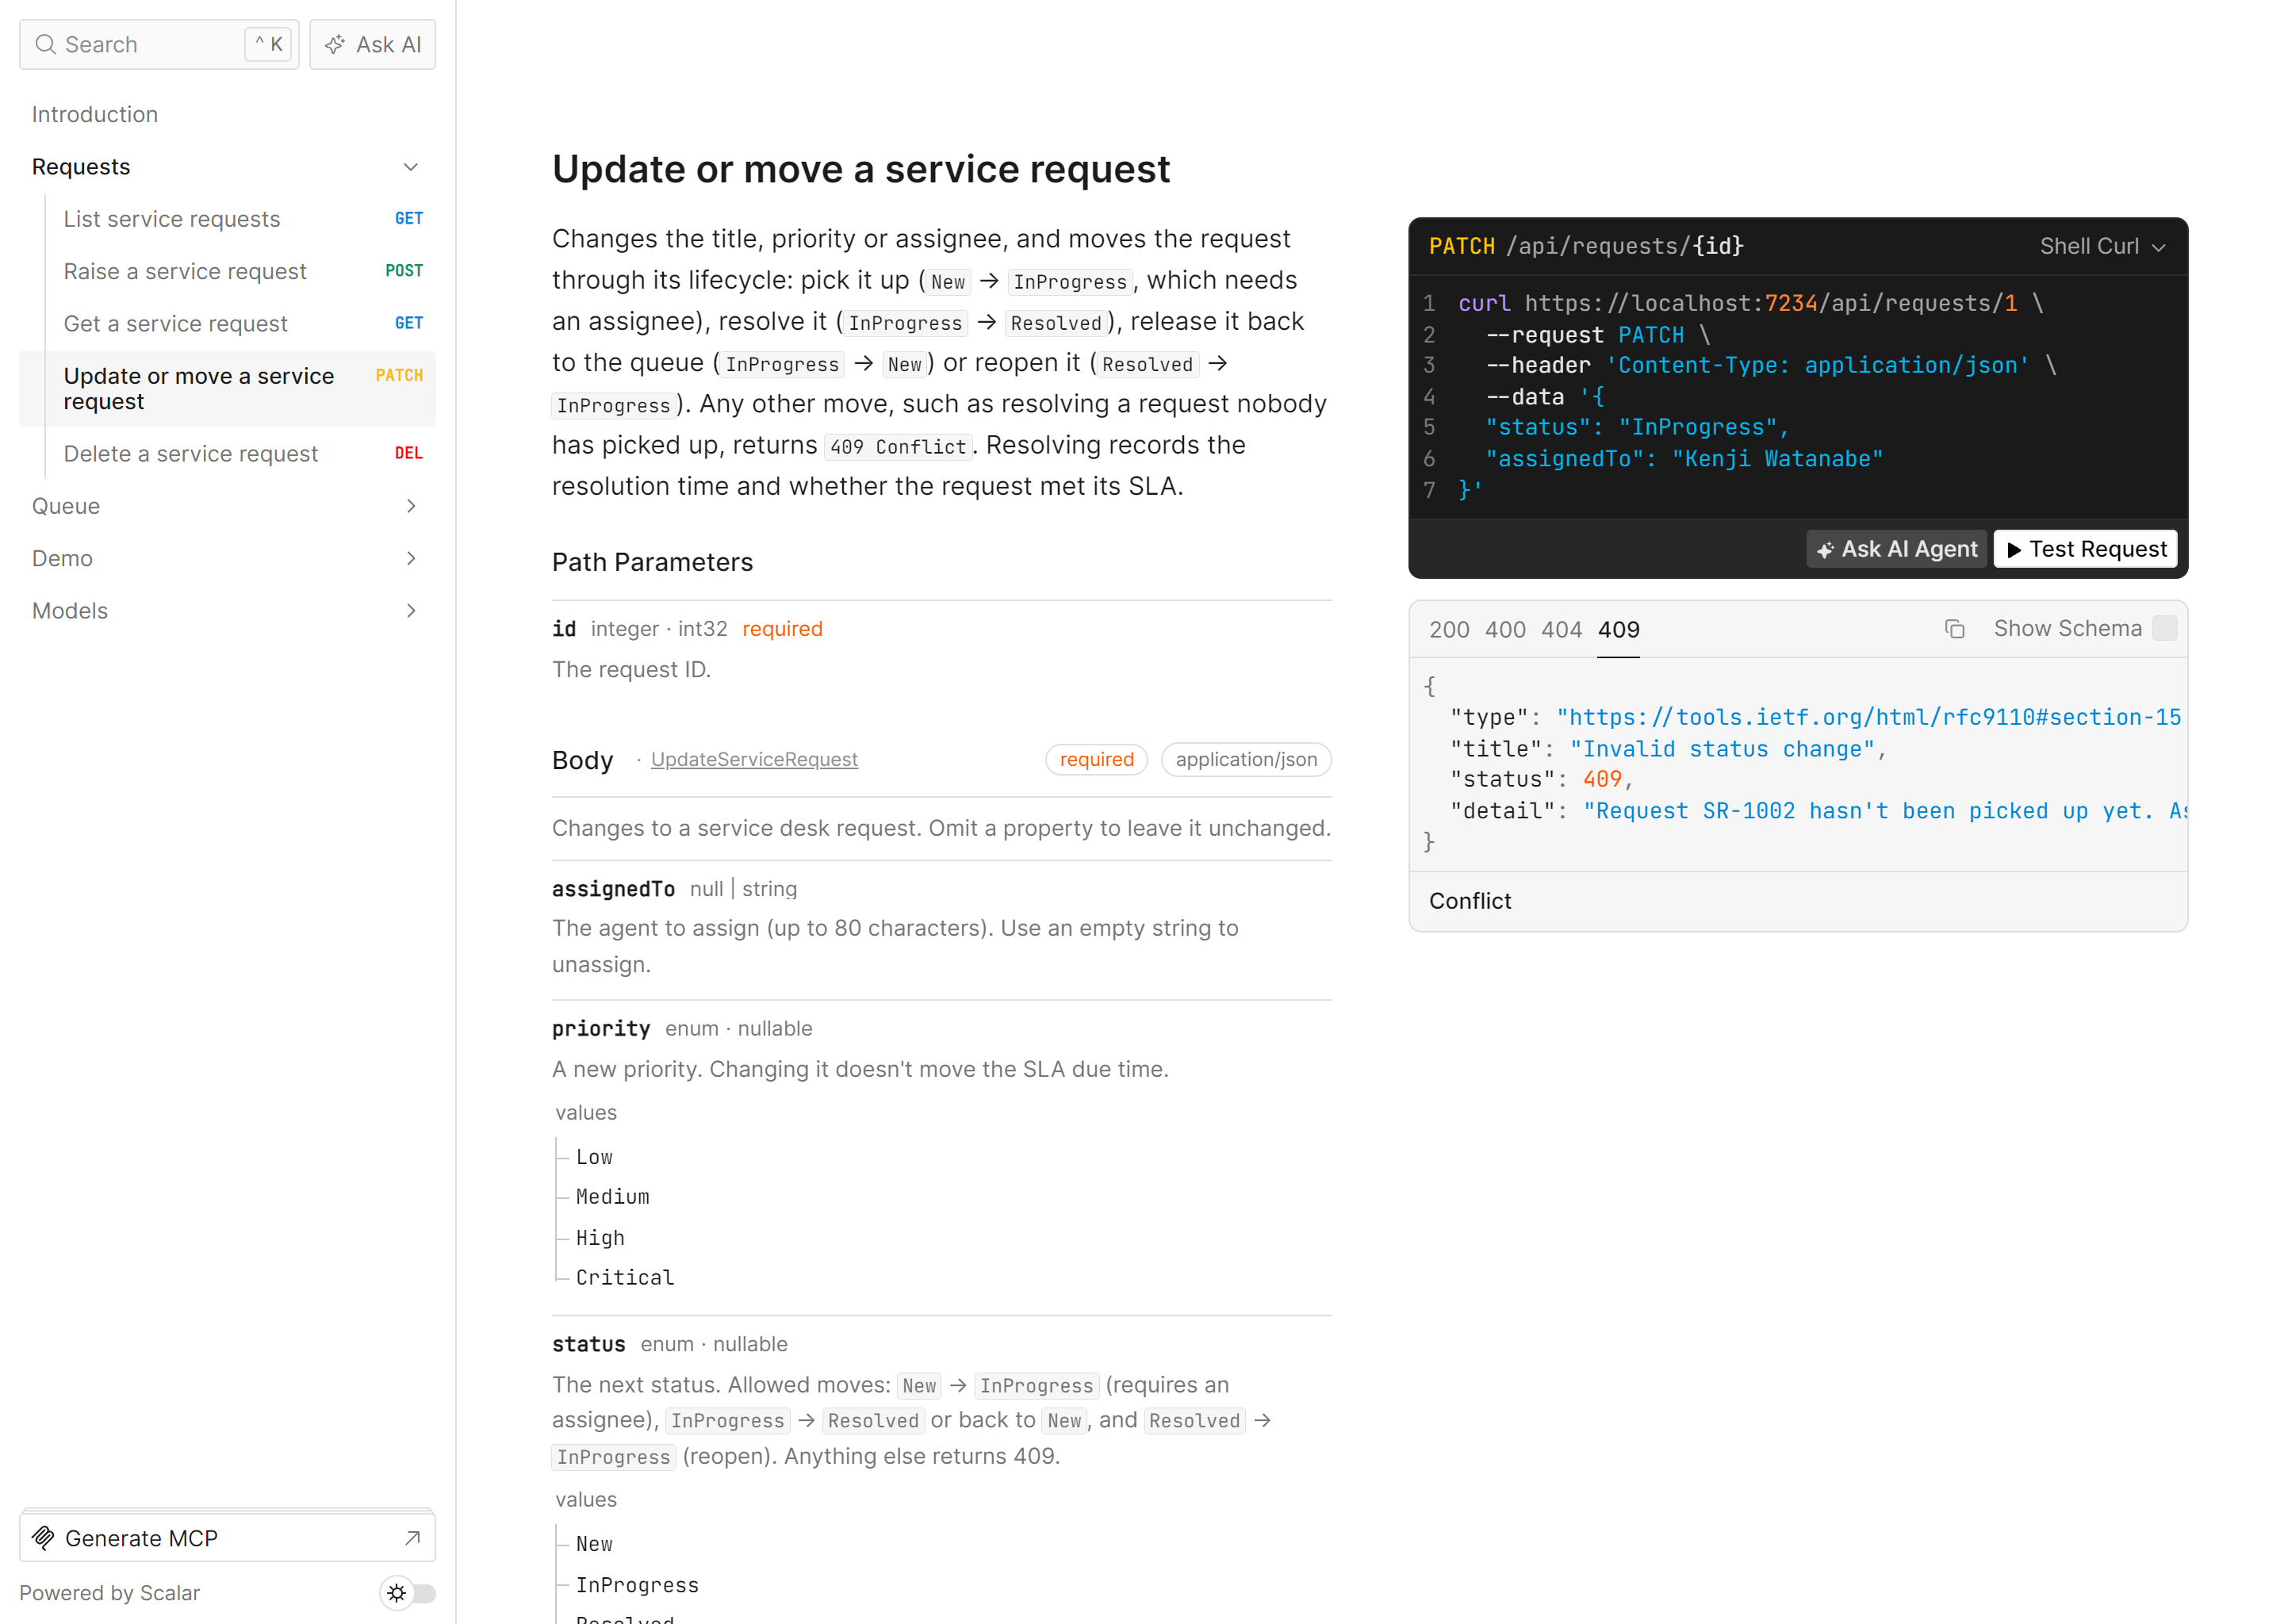 Search
^ K
Ask AI
Introduction
Requests
List service requests GET
Raise a service request POST
Get a service request GET
Update or move a service PATCH
request
Delete a service request DEL
Queue
Demo
Models
Generate MCP
Powered by Scalar
Update or move a service request
Changes the title, priority or assignee, and moves the request
through its lifecycle: pick it up (New → InProgress, which needs
an assignee), resolve it (InProgress → Resolved), release it back
to the queue (InProgress → New) or reopen it (Resolved →
InProgress). Any other move, such as resolving a request nobody
has picked up, returns 409 Conflict. Resolving records the
resolution time and whether the request met its SLA.
Path Parameters
id integer · int32 required
The request ID.
Body · UpdateServiceRequest required application/json
Changes to a service desk request. Omit a property to leave it unchanged.
assignedTo null | string
The agent to assign (up to 80 characters). Use an empty string to
unassign.
priority enum · nullable
A new priority. Changing it doesn't move the SLA due time.
values
Low
Medium
High
Critical
status enum · nullable
The next status. Allowed moves: New → InProgress (requires an
assignee), InProgress → Resolved or back to New, and Resolved →
InProgress (reopen). Anything else returns 409.
values
New
InProgress
Resolved
PATCH /api/requests/{id} Shell Curl
1 curl https://localhost:7234/api/requests/1 \
2 --request PATCH \
3 --header 'Content-Type: application/json' \
4 --data '{
5 "status": "InProgress",
6 "assignedTo": "Kenji Watanabe"
7 }'
Ask AI Agent
Test Request
200 400 404 409 Show Schema
{
"type": "https://tools.ietf.org/html/rfc9110#section-15
"title": "Invalid status change",
"status": 409,
"detail": "Request SR-1002 hasn't been picked up yet. As
}
Conflict